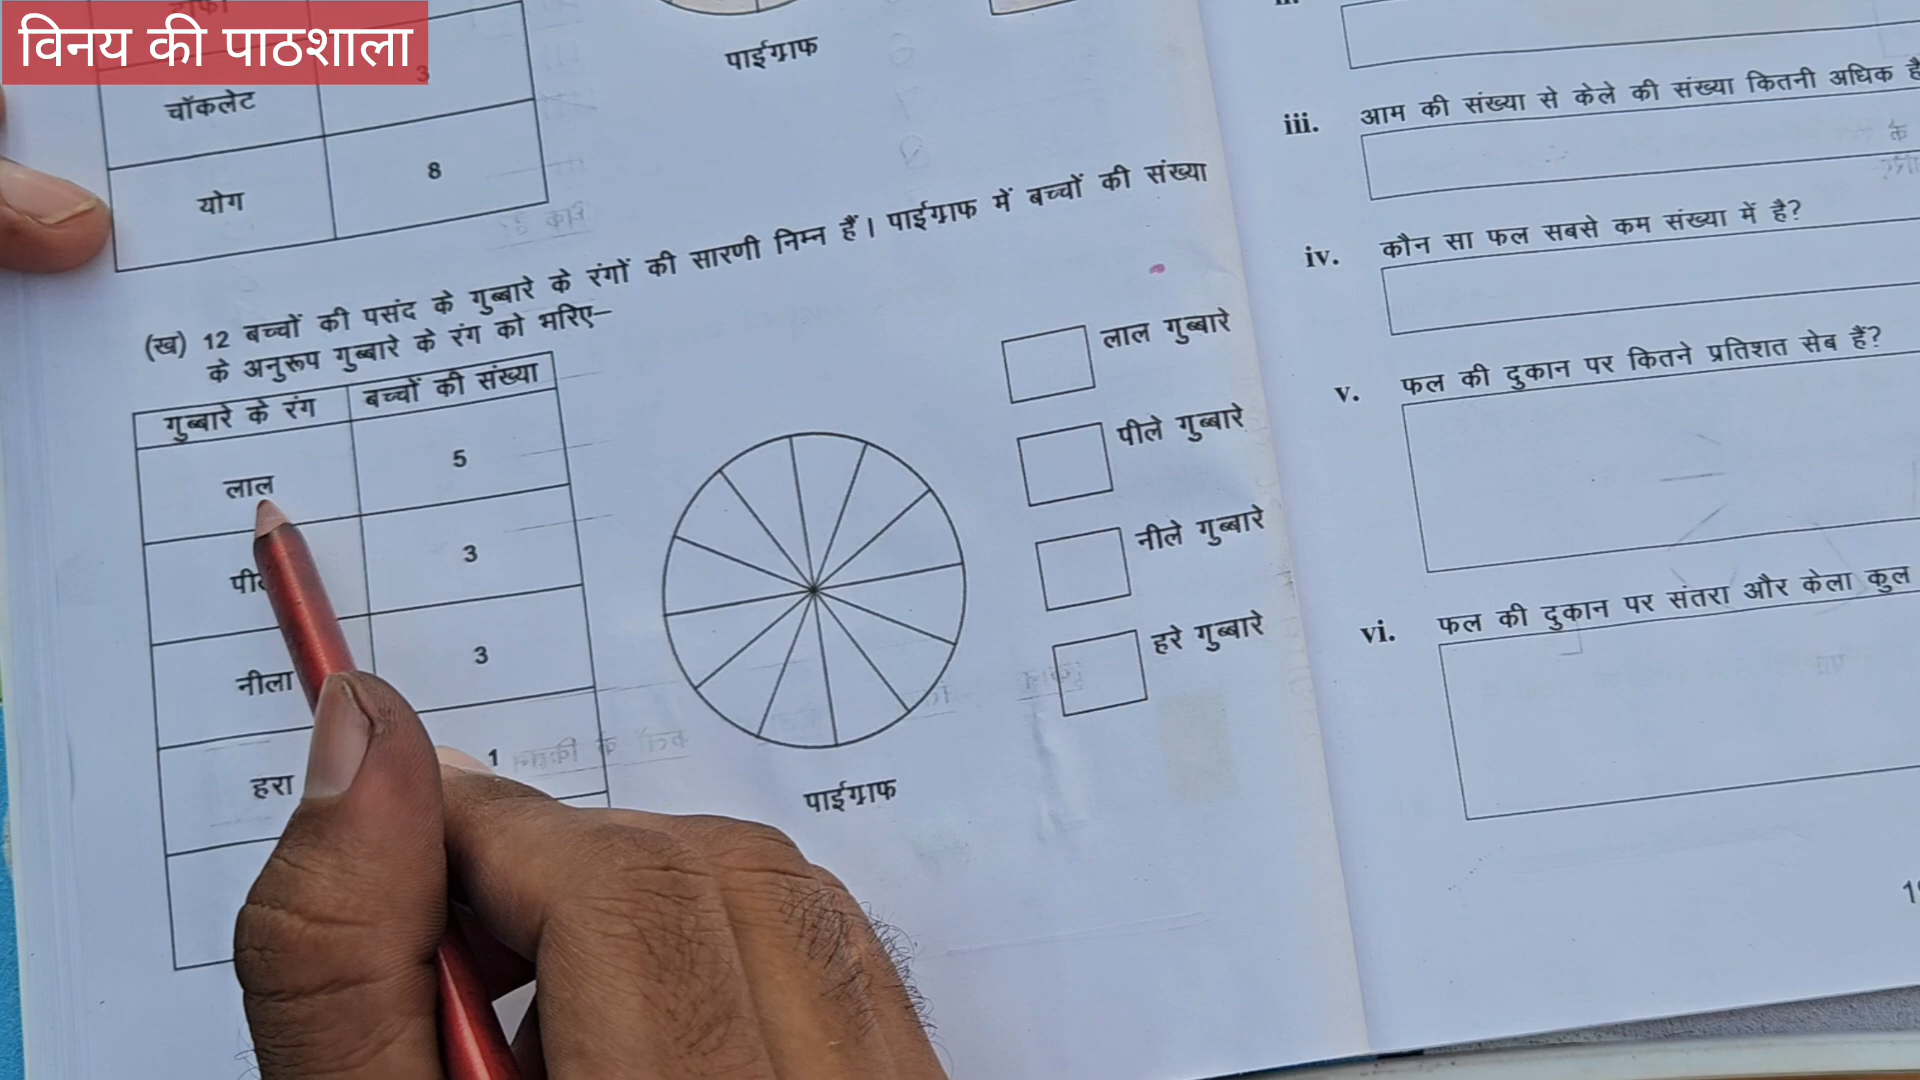 विनय की पाठशाला
3
चॉकलेट
योग 8
पाईग्राफ
(ख) 12 बच्चों की पसंद के गुब्बारे के रंगों की सारणी निम्न हैं। पाईग्राफ में बच्चों की संख्या
के अनुरूप गुब्बारे के रंग को भरिए–
गुब्बारे के रंग बच्चों की संख्या
लाल 5
3
नीला 3
हरा 1
पाईग्राफ
लाल गुब्बारे
पीले गुब्बारे
नीले गुब्बारे
हरे गुब्बारे
iii. आम की संख्या से केले की संख्या कितनी अधिक है
iv. कौन सा फल सबसे कम संख्या में है?
v. फल की दुकान पर कितने प्रतिशत सेब हैं?
vi. फल की दुकान पर संतरा और केला कुल